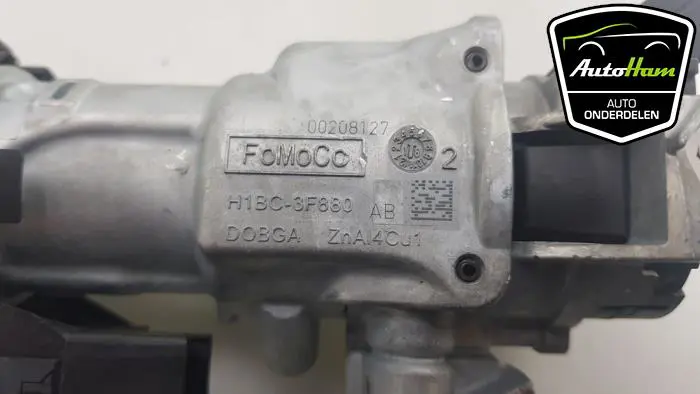 AutoHam
AUTO
ONDERDELEN
00208127
FoMoCo
2
H1BC-3F880 AB
DOBGA ZnAl4Cu1